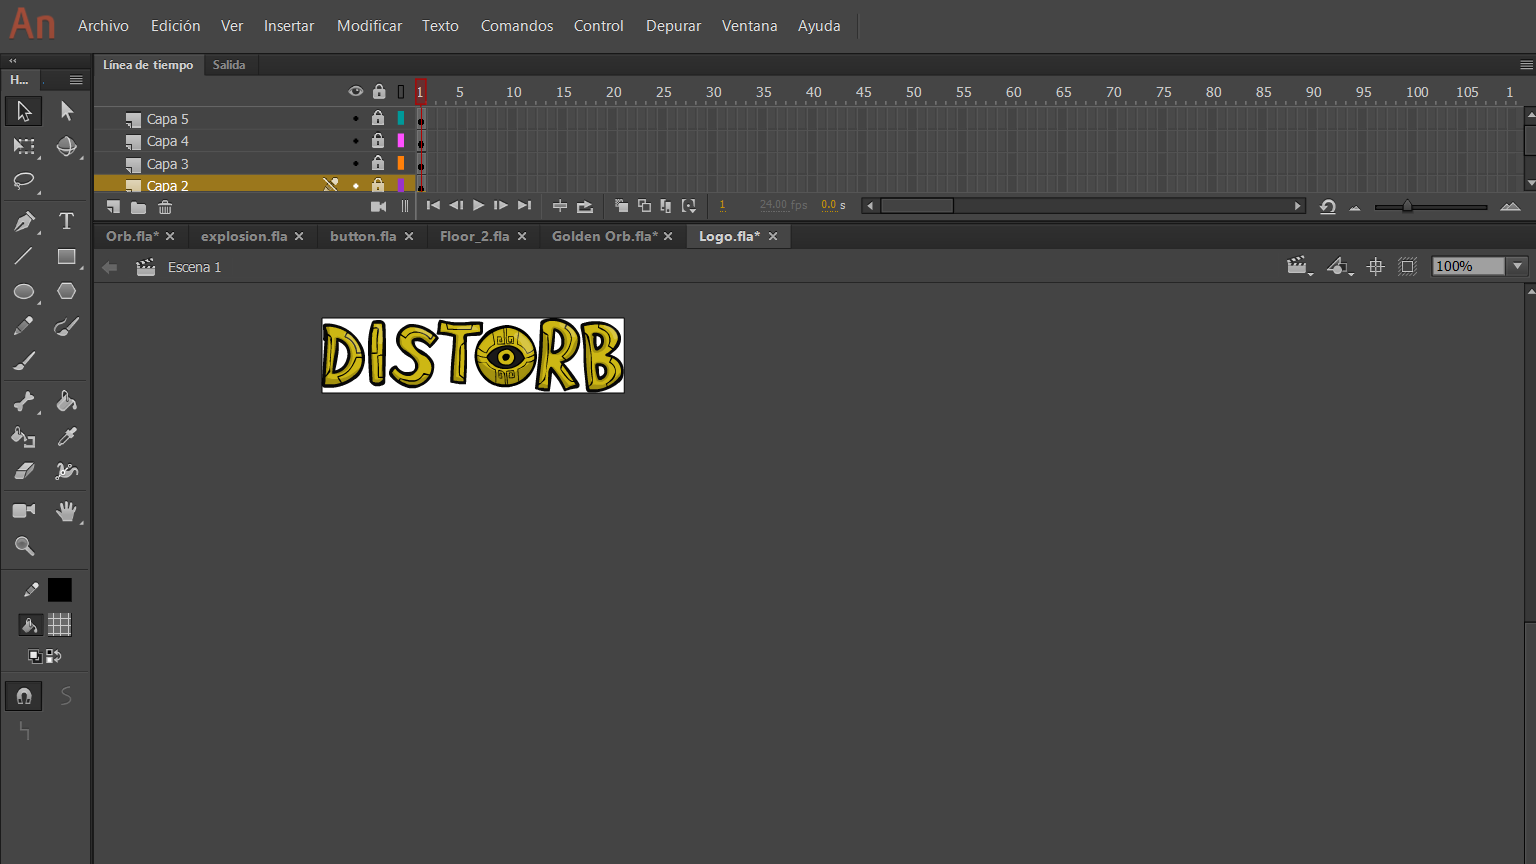 An Archivo Edición Ver Insertar Modificar Texto Comandos Control Depurar Ventana Ayuda
H... Línea de tiempo Salida
1 5 10 15 20 25 30 35 40 45 50 55 60 65 70 75 80 85 90 95 100 105 1
Capa 5
Capa 4
Capa 3
Capa 2
1 24.00 fps 0.0 s
Orb.fla* explosion.fla button.fla Floor_2.fla Golden Orb.fla* Logo.fla*
Escena 1 100%
DISTORB